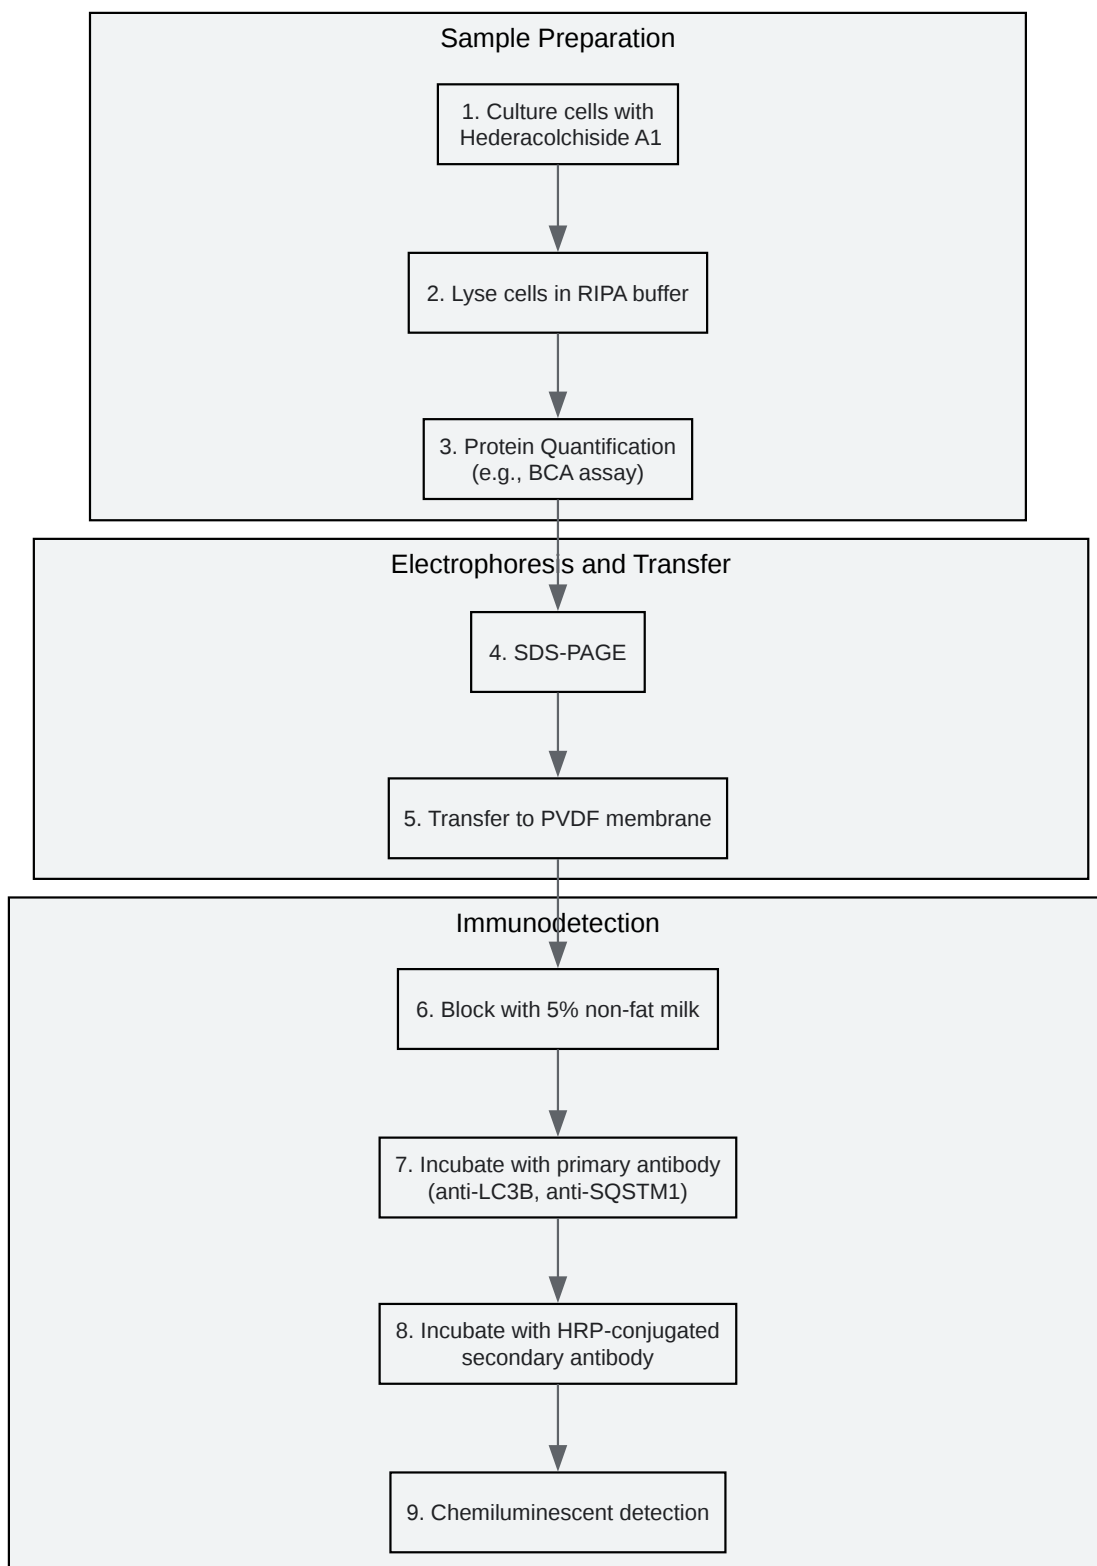 Sample Preparation
1. Culture cells with
Hederacolchiside A1
2. Lyse cells in RIPA buffer
3. Protein Quantification
(e.g., BCA assay)
Electrophoresis and Transfer
4. SDS-PAGE
5. Transfer to PVDF membrane
Immunodetection
6. Block with 5% non-fat milk
7. Incubate with primary antibody
(anti-LC3B, anti-SQSTM1)
8. Incubate with HRP-conjugated
secondary antibody
9. Chemiluminescent detection